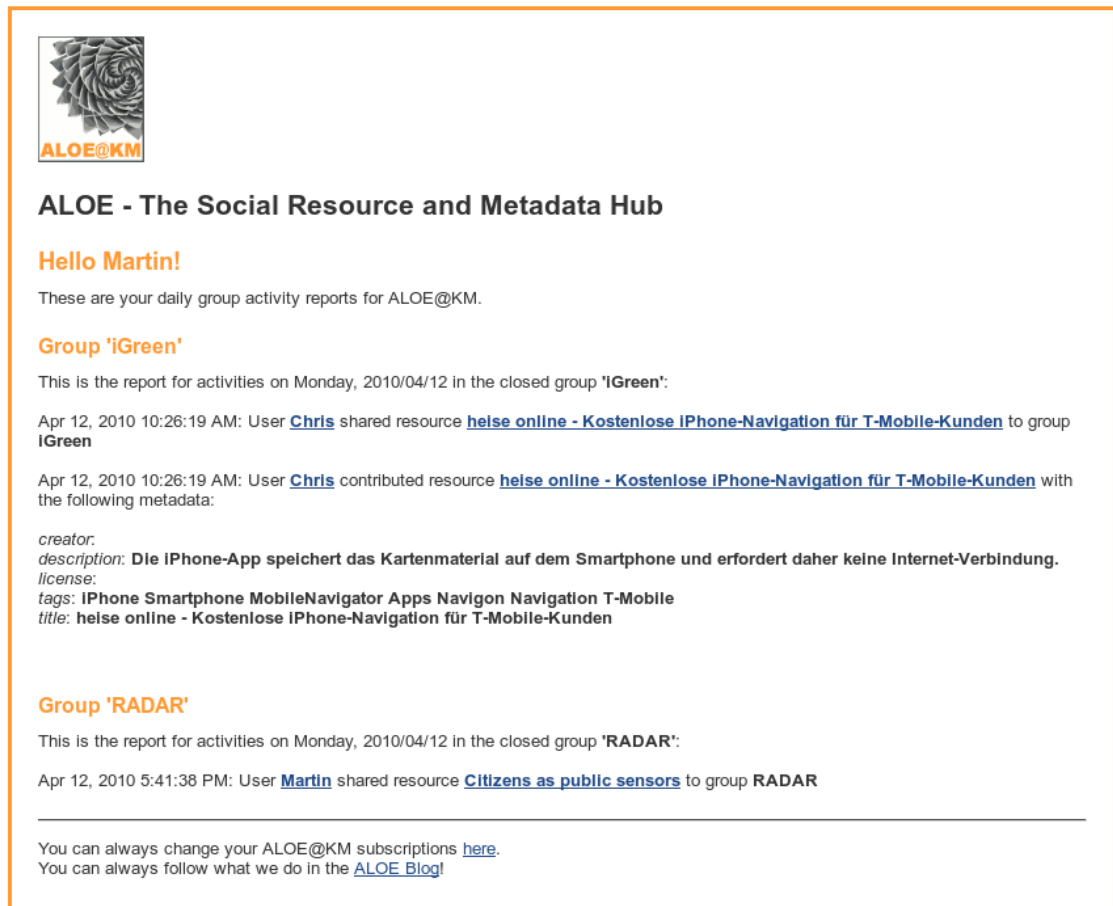 ALOE@KM
ALOE - The Social Resource and Metadata Hub
Hello Martin!
These are your daily group activity reports for ALOE@KM.
Group 'iGreen'
This is the report for activities on Monday, 2010/04/12 in the closed group 'iGreen':
Apr 12, 2010 10:26:19 AM: User Chris shared resource heise online - Kostenlose iPhone-Navigation für T-Mobile-Kunden to group
iGreen
Apr 12, 2010 10:26:19 AM: User Chris contributed resource heise online - Kostenlose iPhone-Navigation für T-Mobile-Kunden with
the following metadata:
creator:
description: Die iPhone-App speichert das Kartenmaterial auf dem Smartphone und erfordert daher keine Internet-Verbindung.
license:
tags: iPhone Smartphone MobileNavigator Apps Navigon Navigation T-Mobile
title: heise online - Kostenlose iPhone-Navigation für T-Mobile-Kunden
Group 'RADAR'
This is the report for activities on Monday, 2010/04/12 in the closed group 'RADAR':
Apr 12, 2010 5:41:38 PM: User Martin shared resource Citizens as public sensors to group RADAR
You can always change your ALOE@KM subscriptions here.
You can always follow what we do in the ALOE Blog!